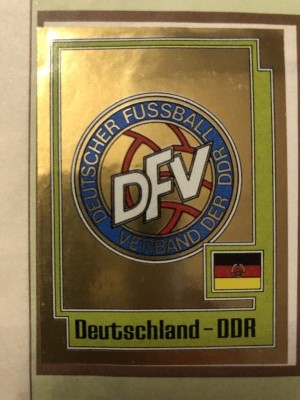 DEUTSCHER FUSSBALL
VERBAND DER DDR
DFV
Deutschland - DDR